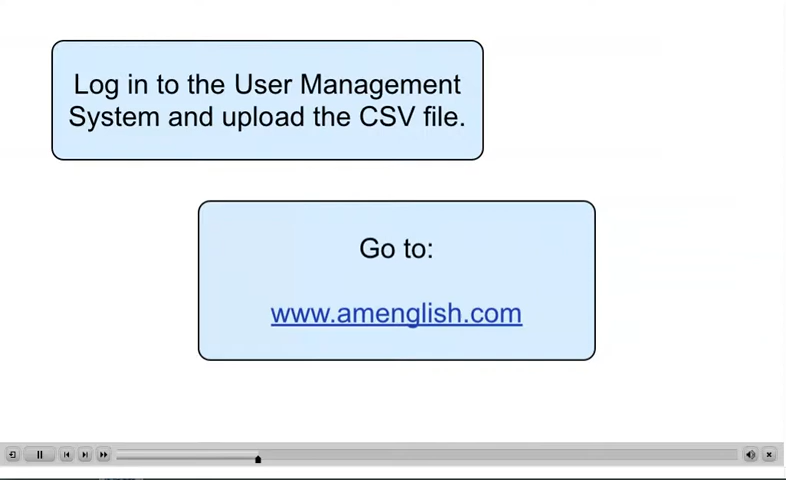 Log in to the User Management
System and upload the CSV file.
Go to:
www.amenglish.com